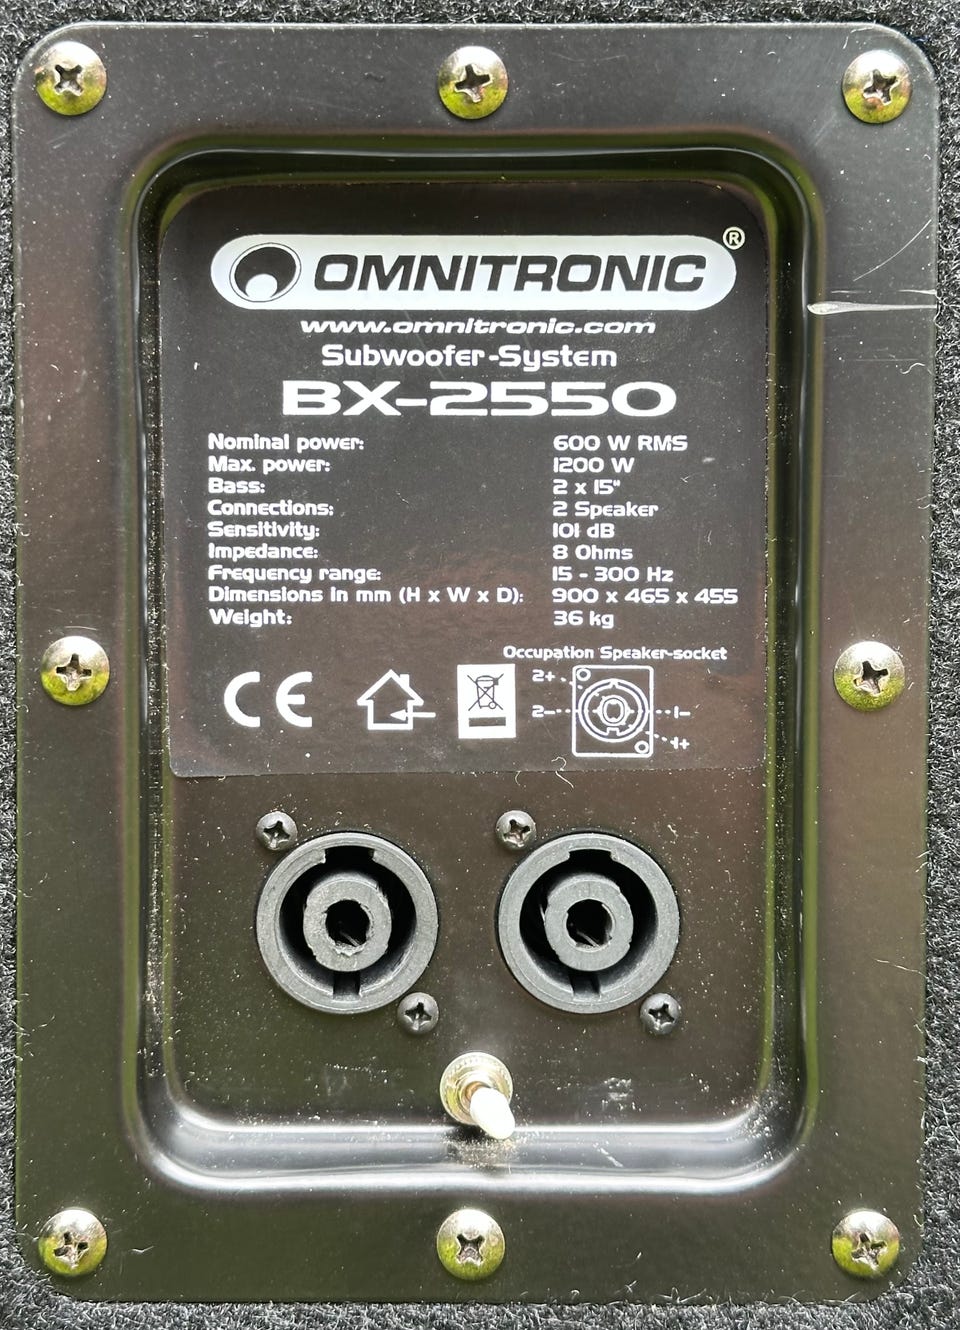 OMNITRONIC ®
www.omnitronic.com
Subwoofer-System
BX-2550
Nominal power: 600 W RMS
Max. power: 1200 W
Bass: 2 x 15"
Connections: 2 Speaker
Sensitivity: 101 dB
Impedance: 8 Ohms
Frequency range: 15 - 300 Hz
Dimensions in mm (H x W x D): 900 x 465 x 455
Weight: 36 kg
Occupation Speaker-socket
CE
2+
2- 1-
1+